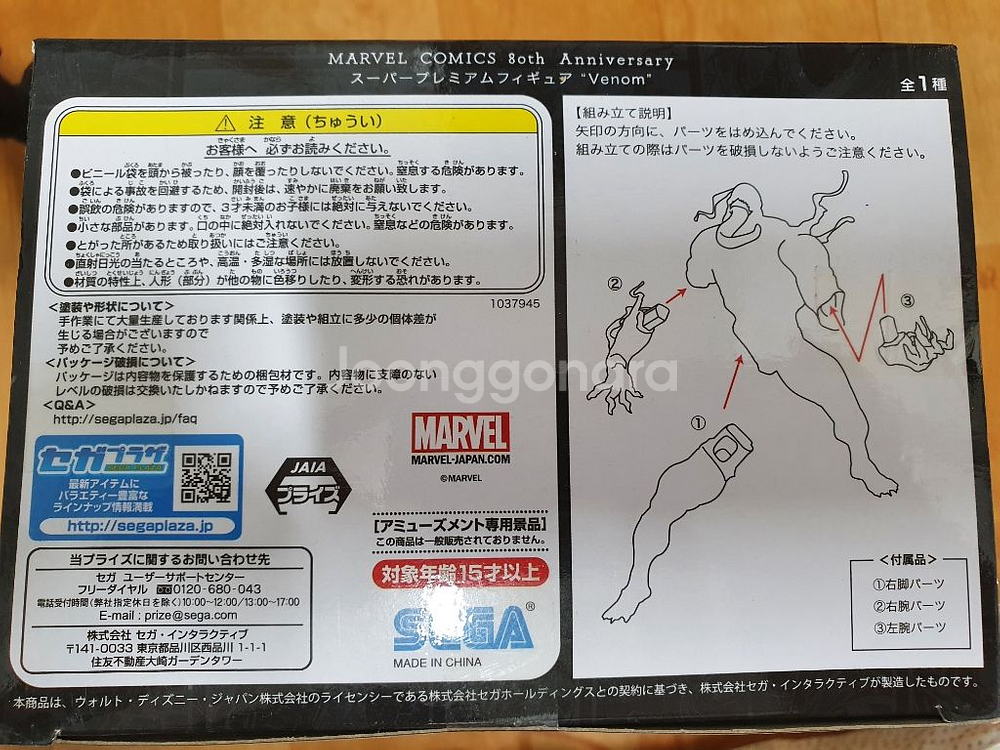 MARVEL COMICS 80th Anniversary
スーパープレミアムフィギュア "Venom"
全1種
⚠ 注 意（ちゅうい）
お客様へ 必ずお読みください。
●ビニール袋を頭から被ったり、顔を覆ったりしないでください。窒息する危険があります。
●袋による事故を回避するため、開封後は、速やかに廃棄をお願い致します。
●誤飲の危険がありますので、3才未満のお子様には絶対に与えないでください。
●小さな部品があります。口の中に絶対入れないでください。窒息などの危険があります。
●とがった所があるため取り扱いにはご注意ください。
●直射日光の当たるところや、高温・多湿な場所には放置しないでください。
●材質の特性上、人形（部分）が他の物に色移りしたり、変形する恐れがあります。
1037945
＜塗装や形状について＞
手作業にて大量生産しております関係上、塗装や組立に多少の個体差が
生じる場合がございますので
予めご了承ください。
＜パッケージ破損について＞
パッケージは内容物を保護するための梱包材です。内容物に支障のない
レベルの破損は交換いたしかねますので予めご了承ください。
＜Q&A＞
http://segaplaza.jp/faq
セガプラザ
最新アイテムに
バラエティー豊富な
ラインナップ情報満載
http://segaplaza.jp
JAIA
プライズ
MARVEL
MARVEL-JAPAN.COM
©MARVEL
［アミューズメント専用景品］
この商品は一般販売されておりません。
対象年齢15才以上
SEGA®
MADE IN CHINA
当プライズに関するお問い合わせ先
セガ ユーザーサポートセンター
フリーダイヤル 0120-680-043
電話受付時間（弊社指定休日を除く）10:00〜12:00/13:00〜17:00
E-mail : prize@sega.com
株式会社 セガ・インタラクティブ
〒141-0033 東京都品川区西品川 1-1-1
住友不動産大崎ガーデンタワー
【組み立て説明】
矢印の方向に、パーツをはめ込んでください。
組み立ての際はパーツを破損しないようご注意ください。
②
③
①
＜付属品＞
①右脚パーツ
②右腕パーツ
③左腕パーツ
本商品は、ウォルト・ディズニー・ジャパン株式会社のライセンシーである株式会社セガホールディングスとの契約に基づき、株式会社セガ・インタラクティブが製造したものです。
joonggonara